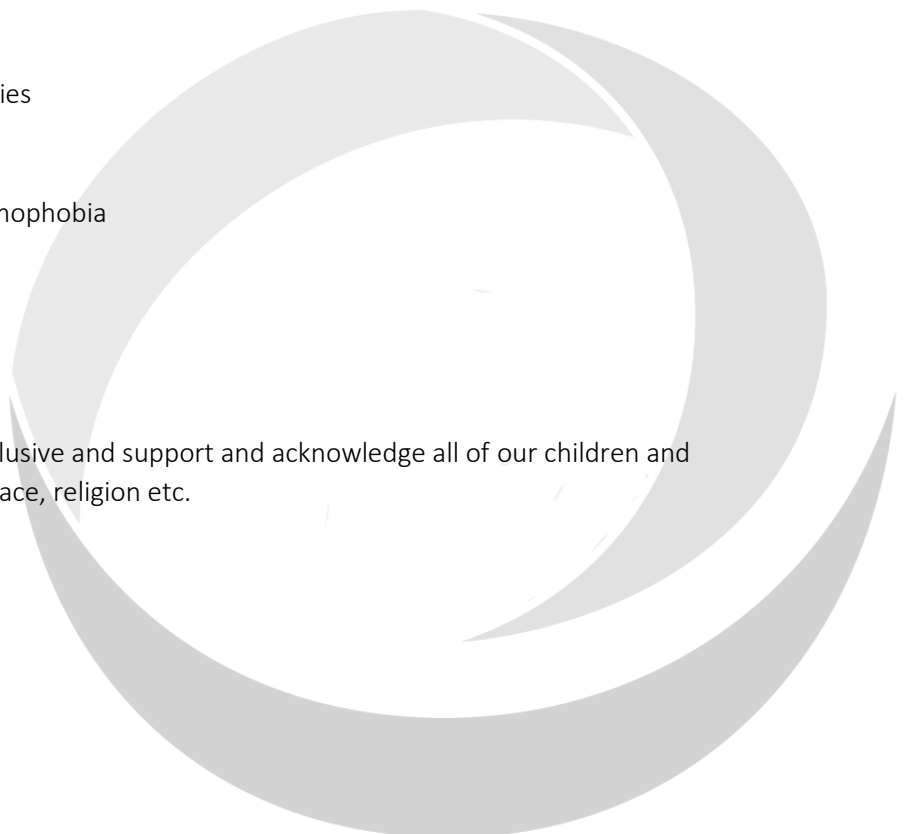 ies
nophobia
lusive and support and acknowledge all of our children and
ace, religion etc.